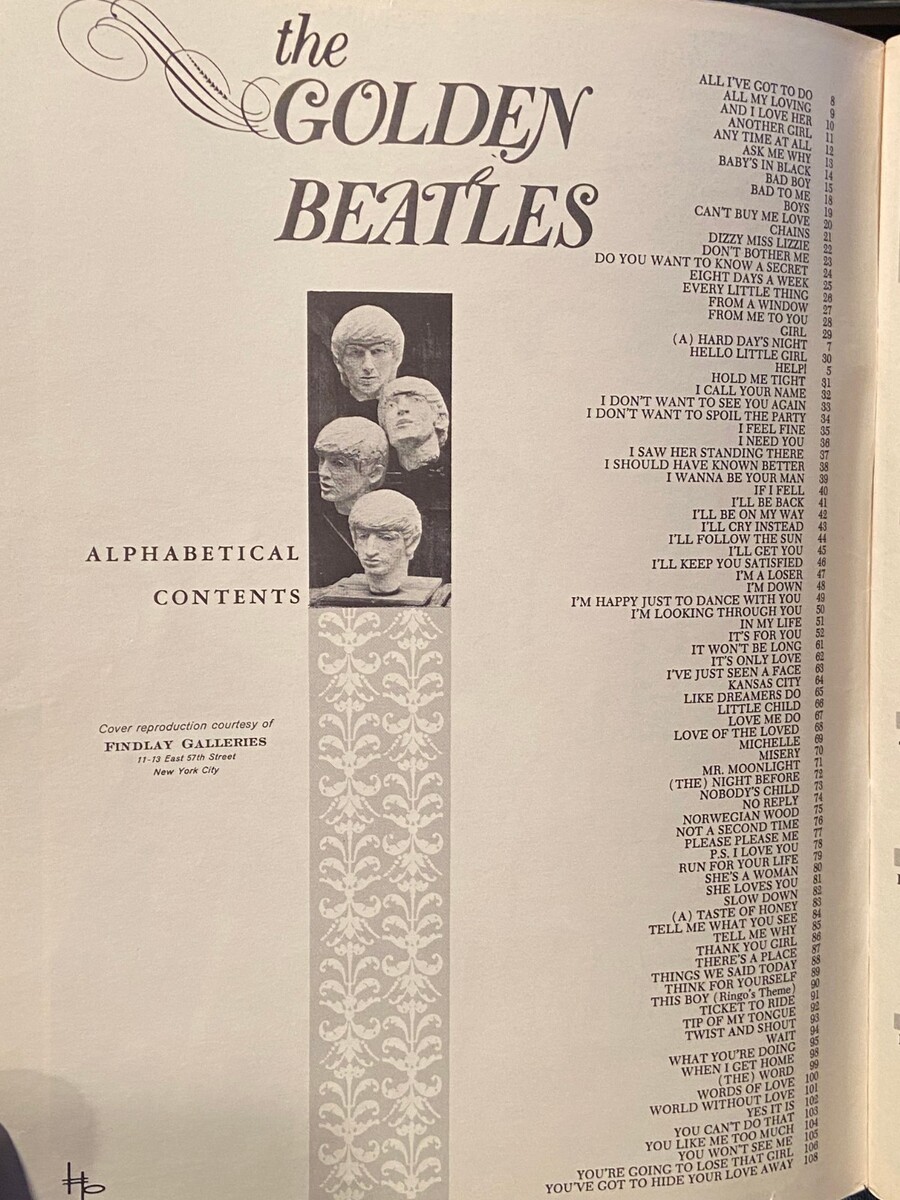 the
GOLDEN
BEATLES
ALPHABETICAL
CONTENTS
Cover reproduction courtesy of
FINDLAY GALLERIES
11-13 East 57th Street
New York City
ALL I'VE GOT TO DO 8
ALL MY LOVING 9
AND I LOVE HER 10
ANOTHER GIRL 11
ANY TIME AT ALL 12
ASK ME WHY 13
BABY'S IN BLACK 14
BAD BOY 15
BAD TO ME 18
BOYS 19
CAN'T BUY ME LOVE 20
CHAINS 21
DIZZY MISS LIZZIE 22
DON'T BOTHER ME 23
DO YOU WANT TO KNOW A SECRET 24
EIGHT DAYS A WEEK 25
EVERY LITTLE THING 26
FROM A WINDOW 27
FROM ME TO YOU 28
GIRL 29
(A) HARD DAY'S NIGHT 7
HELLO LITTLE GIRL 30
HELP! 5
HOLD ME TIGHT 31
I CALL YOUR NAME 32
I DON'T WANT TO SEE YOU AGAIN 33
I DON'T WANT TO SPOIL THE PARTY 34
I FEEL FINE 35
I NEED YOU 36
I SAW HER STANDING THERE 37
I SHOULD HAVE KNOWN BETTER 38
I WANNA BE YOUR MAN 39
IF I FELL 40
I'LL BE BACK 41
I'LL BE ON MY WAY 42
I'LL CRY INSTEAD 43
I'LL FOLLOW THE SUN 44
I'LL GET YOU 45
I'LL KEEP YOU SATISFIED 46
I'M A LOSER 47
I'M DOWN 48
I'M HAPPY JUST TO DANCE WITH YOU 49
I'M LOOKING THROUGH YOU 50
IN MY LIFE 51
IT'S FOR YOU 52
IT WON'T BE LONG 61
IT'S ONLY LOVE 62
I'VE JUST SEEN A FACE 63
KANSAS CITY 64
LIKE DREAMERS DO 65
LITTLE CHILD 66
LOVE ME DO 67
LOVE OF THE LOVED 68
MICHELLE 69
MISERY 70
MR. MOONLIGHT 71
(THE) NIGHT BEFORE 72
NOBODY'S CHILD 73
NO REPLY 74
NORWEGIAN WOOD 75
NOT A SECOND TIME 76
PLEASE PLEASE ME 77
P.S. I LOVE YOU 78
RUN FOR YOUR LIFE 79
SHE'S A WOMAN 80
SHE LOVES YOU 81
SLOW DOWN 82
(A) TASTE OF HONEY 83
TELL ME WHAT YOU SEE 84
TELL ME WHY 85
THANK YOU GIRL 86
THERE'S A PLACE 87
THINGS WE SAID TODAY 88
THINK FOR YOURSELF 89
THIS BOY (Ringo's Theme) 90
TICKET TO RIDE 91
TIP OF MY TONGUE 92
TWIST AND SHOUT 93
WAIT 94
WHAT YOU'RE DOING 95
WHEN I GET HOME 98
(THE) WORD 99
WORDS OF LOVE 100
WORLD WITHOUT LOVE 101
YES IT IS 102
YOU CAN'T DO THAT 103
YOU LIKE ME TOO MUCH 104
YOU WON'T SEE ME 105
YOU'RE GOING TO LOSE THAT GIRL 106
YOU'VE GOT TO HIDE YOUR LOVE AWAY 108